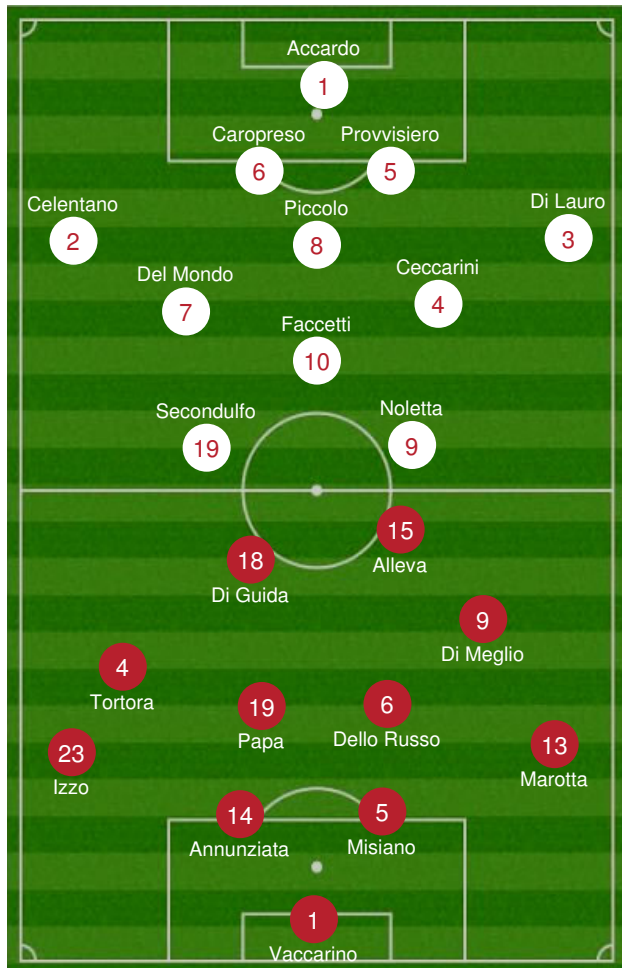 Accardo
1
Caropreso
Provvisiero
6
5
Celentano
Piccolo
Di Lauro
2
8
3
Del Mondo
Ceccarini
7
4
Faccetti
10
Secondulfo
Noletta
19
9
15
Alleva
18
Di Guida
9
Di Meglio
4
Tortora
19
Papa
6
Dello Russo
23
Izzo
13
Marotta
14
Annunziata
5
Misiano
1
Vaccarino